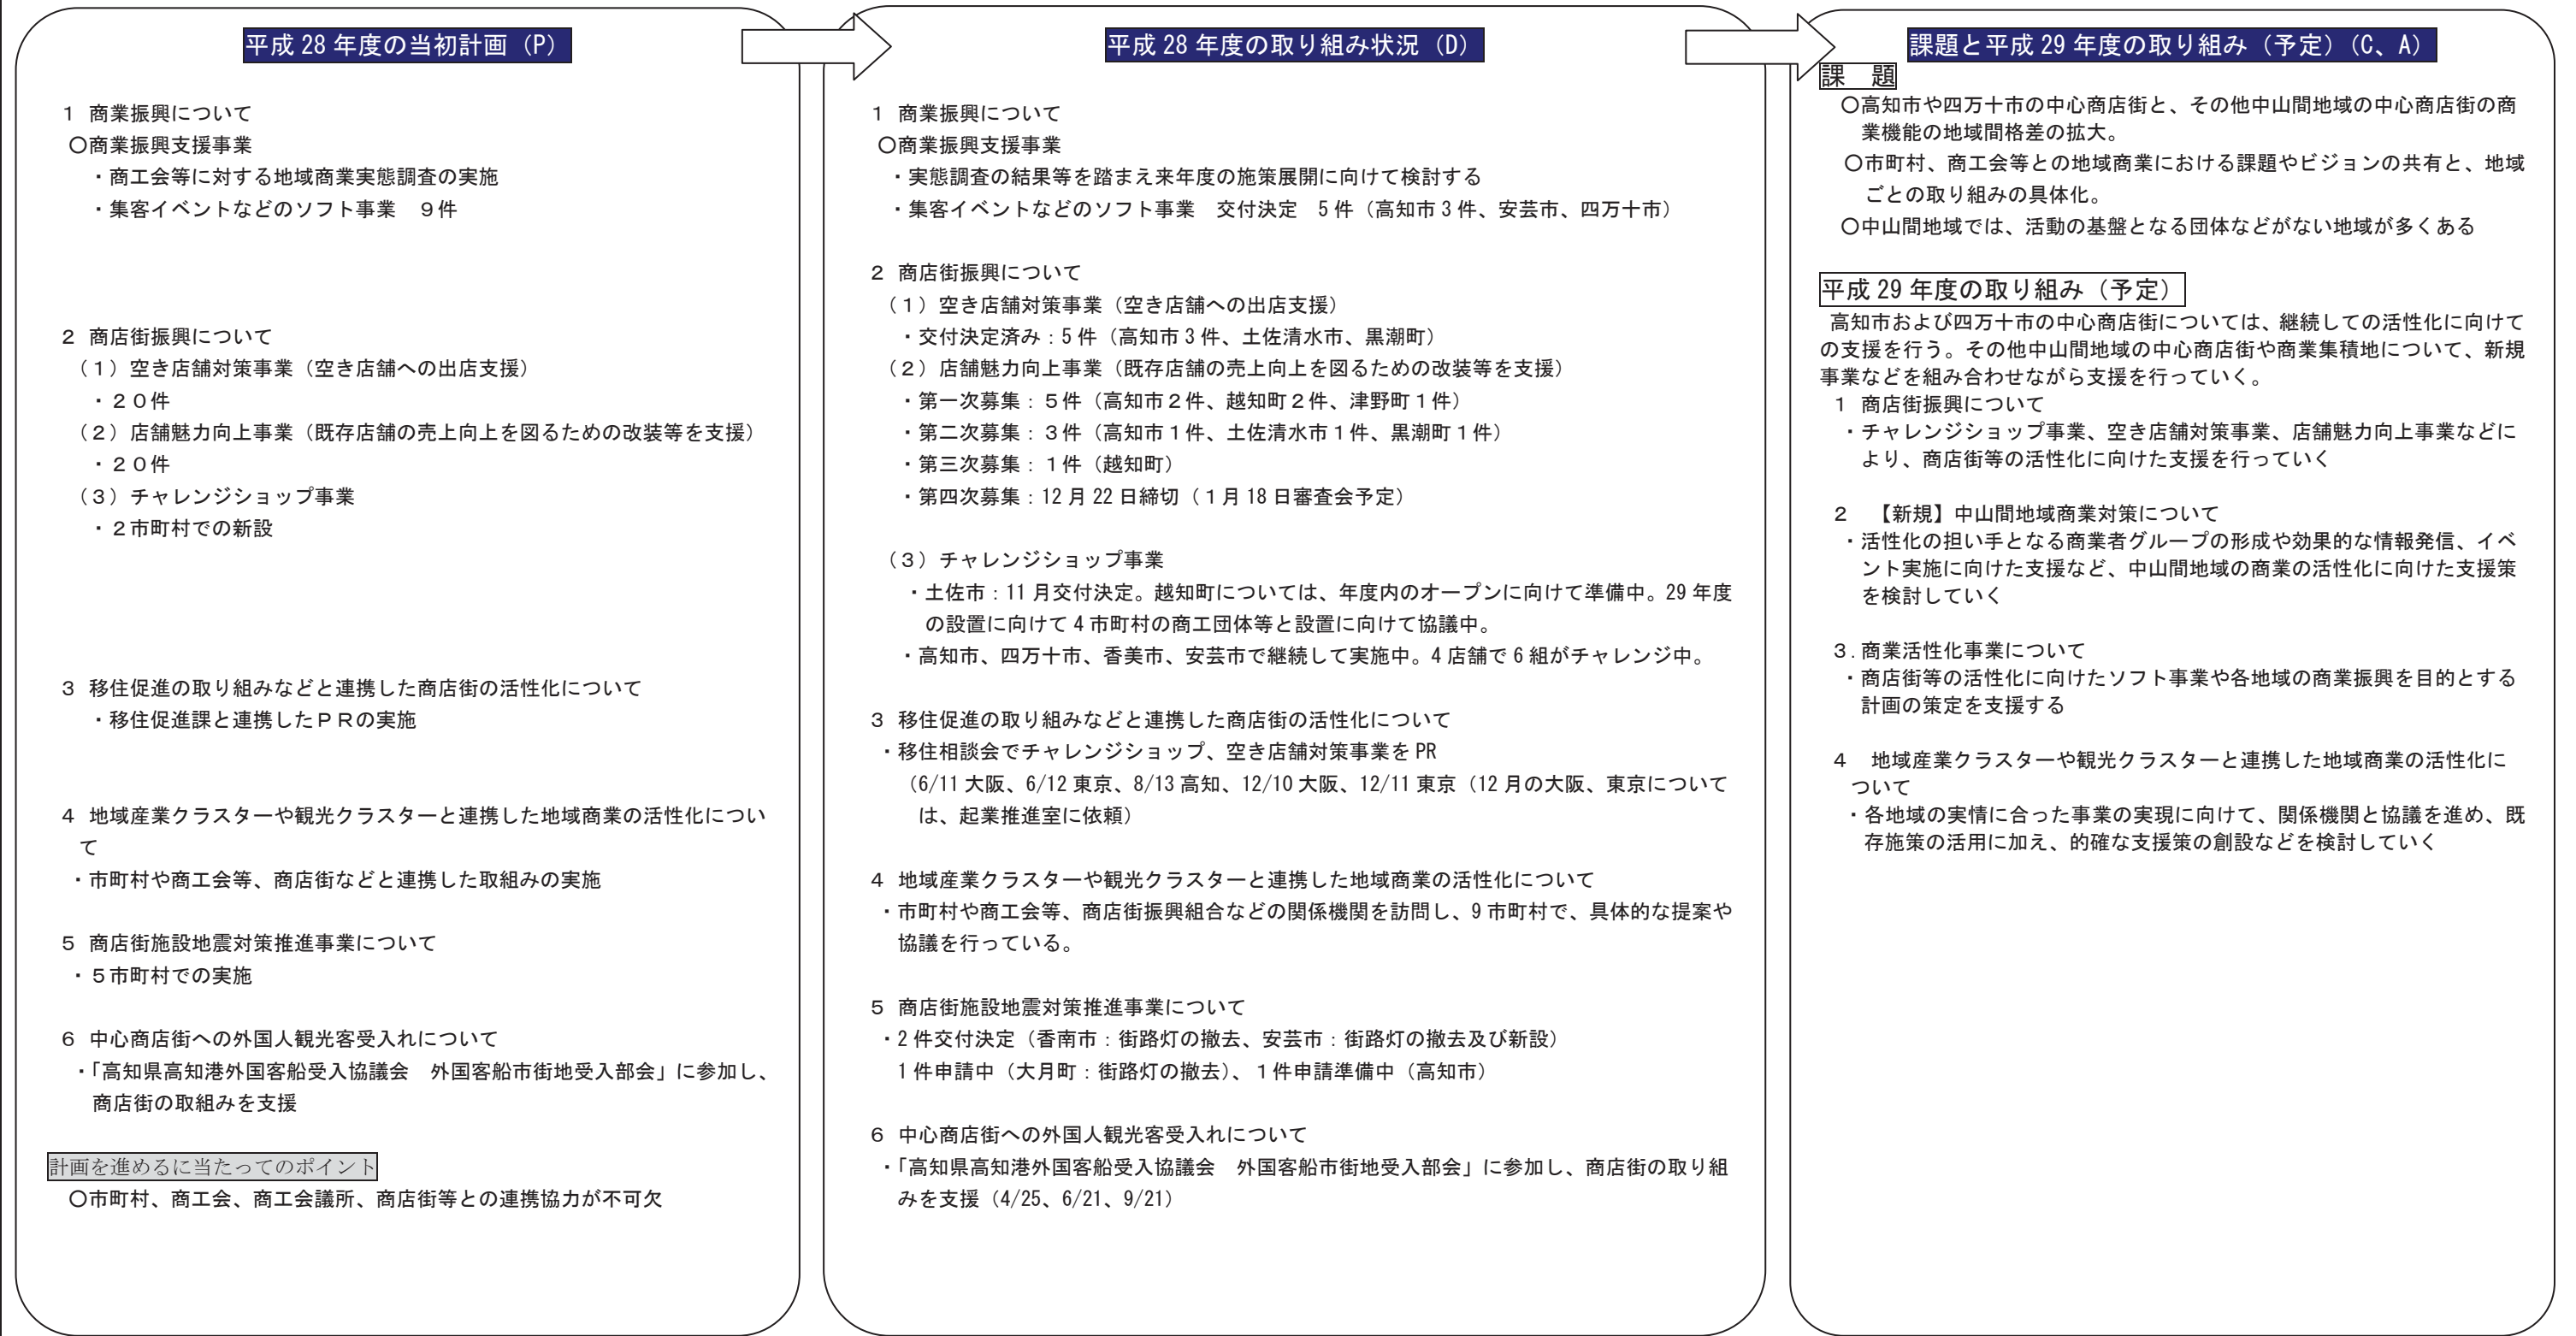 平成 28 年度の当初計画（P）
1 商業振興について
〇商業振興支援事業
・商工会等に対する地域商業実態調査の実施
・集客イベントなどのソフト事業　９件
2 商店街振興について
（１）空き店舗対策事業（空き店舗への出店支援）
・２０件
（２）店舗魅力向上事業（既存店舗の売上向上を図るための改装等を支援）
・２０件
（３）チャレンジショップ事業
・２市町村での新設
3 移住促進の取り組みなどと連携した商店街の活性化について
・移住促進課と連携したＰＲの実施
4 地域産業クラスターや観光クラスターと連携した地域商業の活性化につい
て
・市町村や商工会等、商店街などと連携した取組みの実施
5 商店街施設地震対策推進事業について
・５市町村での実施
6 中心商店街への外国人観光客受入れについて
・「高知県高知港外国客船受入協議会　外国客船市街地受入部会」に参加し、
商店街の取組みを支援
計画を進めるに当たってのポイント
〇市町村、商工会、商工会議所、商店街等との連携協力が不可欠
平成 28 年度の取り組み状況（D）
1 商業振興について
〇商業振興支援事業
・実態調査の結果等を踏まえ来年度の施策展開に向けて検討する
・集客イベントなどのソフト事業　交付決定　5 件（高知市 3 件、安芸市、四万十市）
2 商店街振興について
（１）空き店舗対策事業（空き店舗への出店支援）
・交付決定済み：5 件（高知市 3 件、土佐清水市、黒潮町）
（２）店舗魅力向上事業（既存店舗の売上向上を図るための改装等を支援）
・第一次募集：５件（高知市２件、越知町２件、津野町１件）
・第二次募集：３件（高知市１件、土佐清水市１件、黒潮町１件）
・第三次募集：１件（越知町）
・第四次募集：12 月 22 日締切（１月 18 日審査会予定）
（３）チャレンジショップ事業
・土佐市：11 月交付決定。越知町については、年度内のオープンに向けて準備中。29 年度
の設置に向けて 4 市町村の商工団体等と設置に向けて協議中。
・高知市、四万十市、香美市、安芸市で継続して実施中。4 店舗で 6 組がチャレンジ中。
3 移住促進の取り組みなどと連携した商店街の活性化について
・移住相談会でチャレンジショップ、空き店舗対策事業を PR
（6/11 大阪、6/12 東京、8/13 高知、12/10 大阪、12/11 東京（12 月の大阪、東京について
は、起業推進室に依頼）
4 地域産業クラスターや観光クラスターと連携した地域商業の活性化について
・市町村や商工会等、商店街振興組合などの関係機関を訪問し、9 市町村で、具体的な提案や
協議を行っている。
5 商店街施設地震対策推進事業について
・2 件交付決定（香南市：街路灯の撤去、安芸市：街路灯の撤去及び新設）
1 件申請中（大月町：街路灯の撤去）、１件申請準備中（高知市）
6 中心商店街への外国人観光客受入れについて
・「高知県高知港外国客船受入協議会　外国客船市街地受入部会」に参加し、商店街の取り組
みを支援（4/25、6/21、9/21）
課題と平成 29 年度の取り組み（予定）（C、A）
課　題
〇高知市や四万十市の中心商店街と、その他中山間地域の中心商店街の商
業機能の地域間格差の拡大。
〇市町村、商工会等との地域商業における課題やビジョンの共有と、地域
ごとの取り組みの具体化。
〇中山間地域では、活動の基盤となる団体などがない地域が多くある
平成 29 年度の取り組み（予定）
高知市および四万十市の中心商店街については、継続しての活性化に向けて
の支援を行う。その他中山間地域の中心商店街や商業集積地について、新規
事業などを組み合わせながら支援を行っていく。
1 商店街振興について
・チャレンジショップ事業、空き店舗対策事業、店舗魅力向上事業などに
より、商店街等の活性化に向けた支援を行っていく
2　【新規】中山間地域商業対策について
・活性化の担い手となる商業者グループの形成や効果的な情報発信、イベ
ント実施に向けた支援など、中山間地域の商業の活性化に向けた支援策
を検討していく
3．商業活性化事業について
・商店街等の活性化に向けたソフト事業や各地域の商業振興を目的とする
計画の策定を支援する
4　地域産業クラスターや観光クラスターと連携した地域商業の活性化に
ついて
・各地域の実情に合った事業の実現に向けて、関係機関と協議を進め、既
存施策の活用に加え、的確な支援策の創設などを検討していく